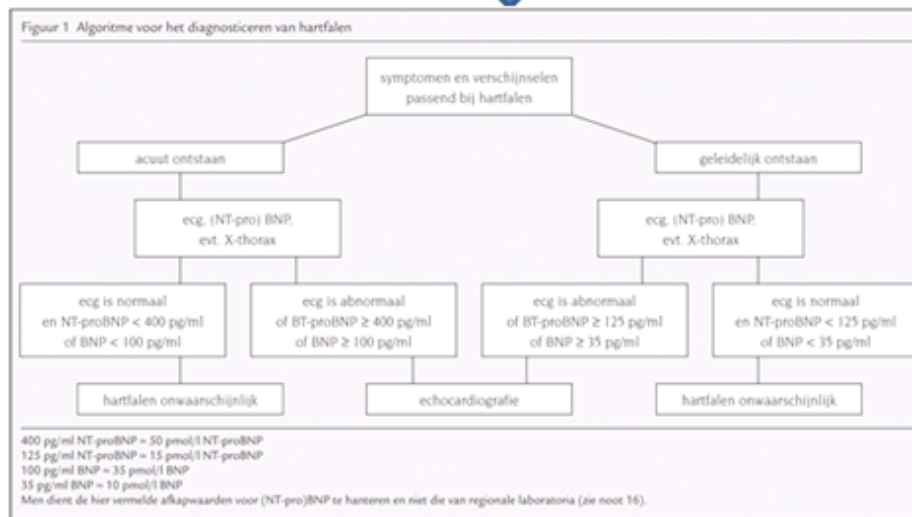 Figuur 1 Algoritme voor het diagnosticeren van hartfalen
symptomen en verschijnselen
passend bij hartfalen
acuut ontstaan
geleidelijk ontstaan
ecg, (NT-pro) BNP,
evt. X-thorax
ecg, (NT-pro) BNP,
evt. X-thorax
ecg is normaal
en NT-proBNP < 400 pg/ml
of BNP < 100 pg/ml
ecg is abnormaal
of BT-proBNP ≥ 400 pg/ml
of BNP ≥ 100 pg/ml
ecg is abnormaal
of BT-proBNP ≥ 125 pg/ml
of BNP ≥ 35 pg/ml
ecg is normaal
en NT-proBNP < 125 pg/ml
of BNP < 35 pg/ml
hartfalen onwaarschijnlijk
echocardiografie
hartfalen onwaarschijnlijk
400 pg/ml NT-proBNP = 50 pmol/l NT-proBNP
125 pg/ml NT-proBNP = 15 pmol/l NT-proBNP
100 pg/ml BNP = 35 pmol/l BNP
35 pg/ml BNP = 10 pmol/l BNP
Men dient de hier vermelde afkapwaarden voor (NT-pro)BNP te hanteren en niet die van regionale laboratoria (zie noot 16).